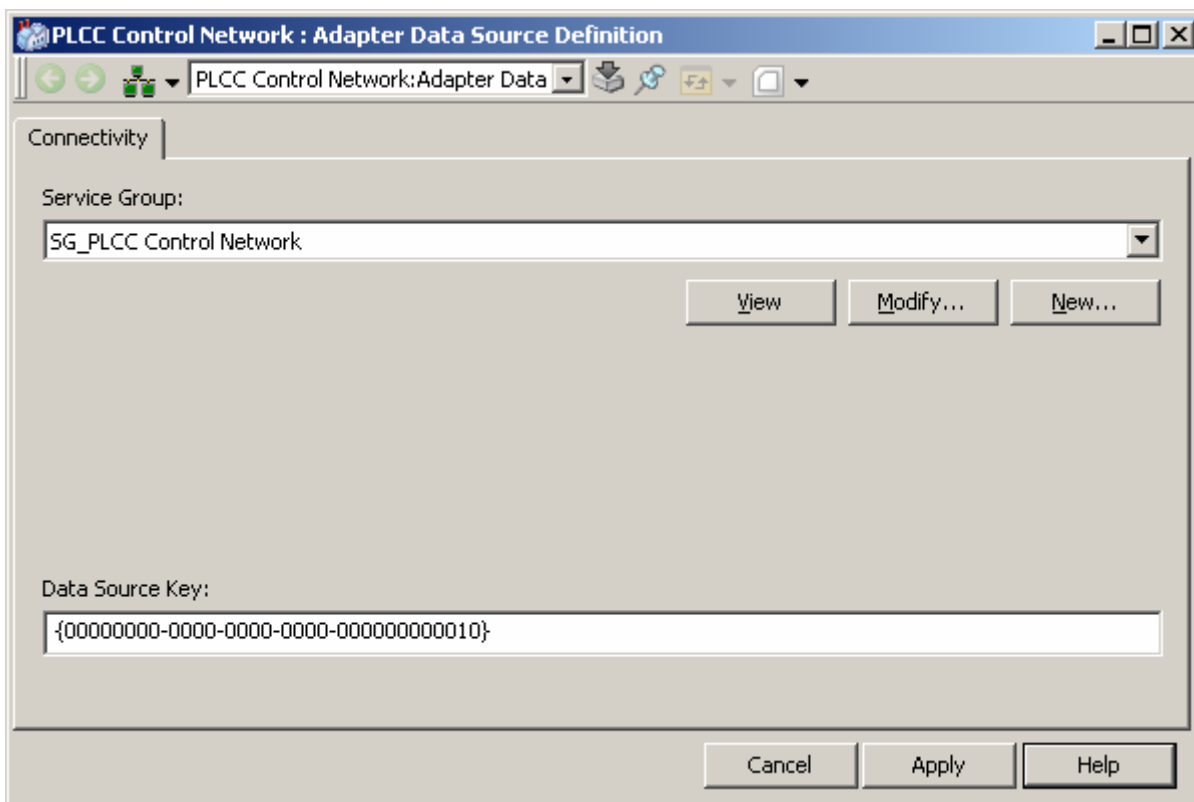 PLCC Control Network : Adapter Data Source Definition
PLCC Control Network:Adapter Data
Connectivity
Service Group:
SG_PLCC Control Network
View Modify... New...
Data Source Key:
{00000000-0000-0000-0000-000000000010}
Cancel Apply Help